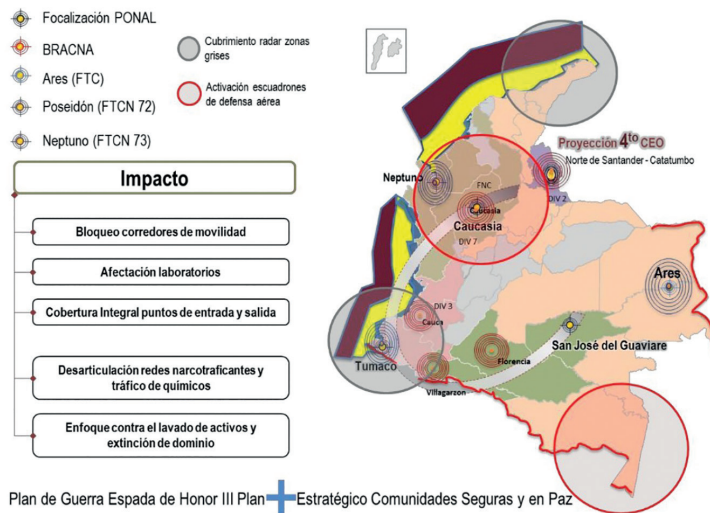 Focalización PONAL
BRACNA
Ares (FTC)
Poseidón (FTCN 72)
Neptuno (FTCN 73)
Cubrimiento radar zonas
grises
Activación escuadrones
de defensa aérea
Impacto
Bloqueo corredores de movilidad
Afectación laboratorios
Cobertura Integral puntos de entrada y salida
Desarticulación redes narcotraficantes y
tráfico de químicos
Enfoque contra el lavado de activos y
extinción de dominio
Proyección 4to CEO
Norte de Santander - Catatumbo
Neptuno
FNC
DIV 2
Caucasia
Caucasia
DIV 7
Ares
DIV 3
Cauca
Tumaco
Florencia
San José del Guaviare
Villagarzon
Plan de Guerra Espada de Honor III Plan Estratégico Comunidades Seguras y en Paz